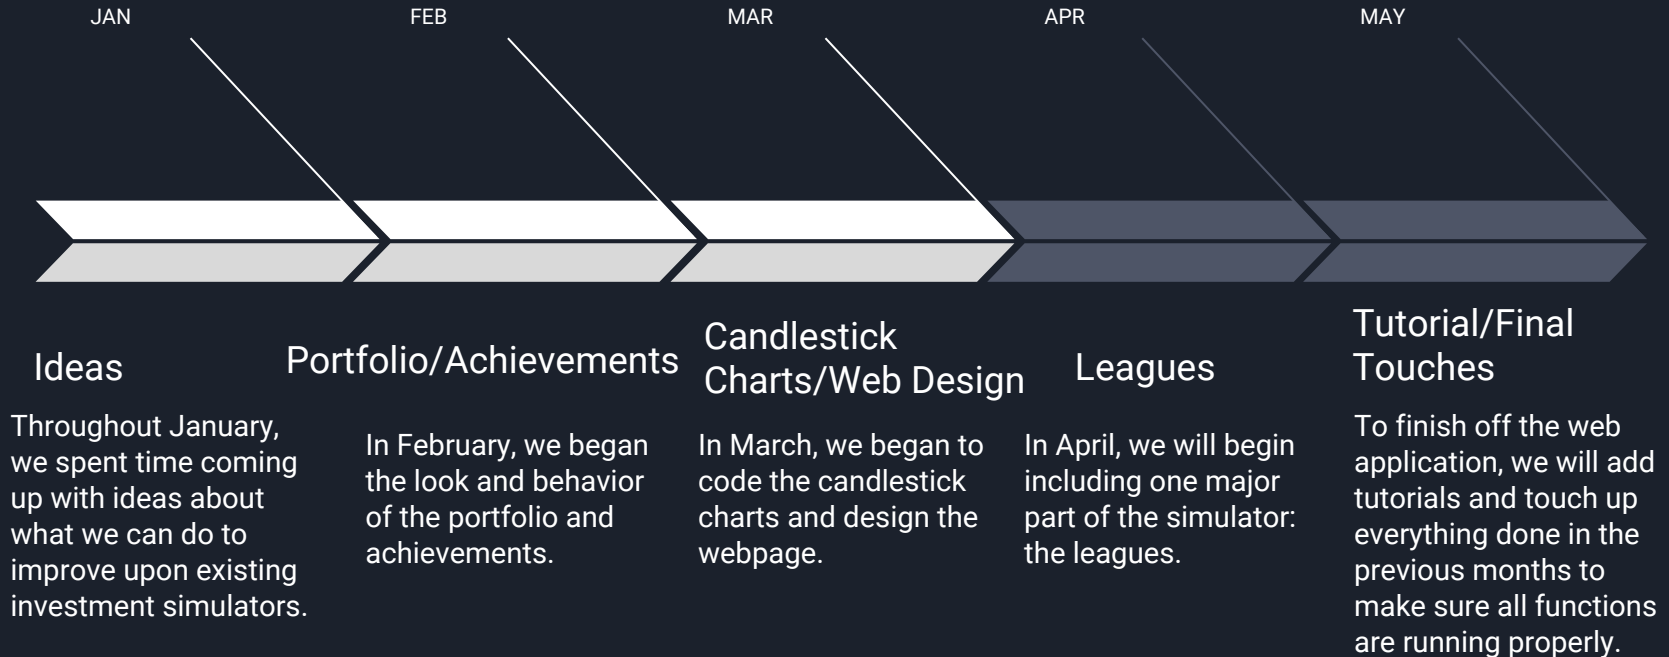 JAN
FEB
MAR
APR
MAY
Ideas
Throughout January,
we spent time coming
up with ideas about
what we can do to
improve upon existing
investment simulators.
Portfolio/Achievements
In February, we began
the look and behavior
of the portfolio and
achievements.
Candlestick
Charts/Web Design
In March, we began to
code the candlestick
charts and design the
webpage.
Leagues
In April, we will begin
including one major
part of the simulator:
the leagues.
Tutorial/Final
Touches
To finish off the web
application, we will add
tutorials and touch up
everything done in the
previous months to
make sure all functions
are running properly.